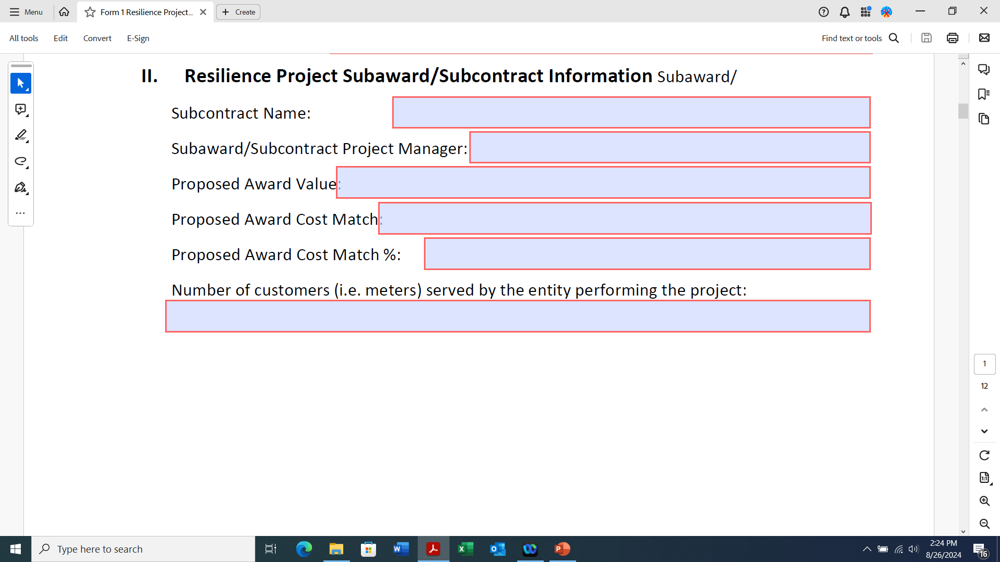 Menu
Form 1 Resilience Project...
Create
All tools
Edit
Convert
E-Sign
Find text or tools
II. Resilience Project Subaward/Subcontract Information Subaward/
Subcontract Name:
Subaward/Subcontract Project Manager:
Proposed Award Value:
Proposed Award Cost Match:
Proposed Award Cost Match %:
Number of customers (i.e. meters) served by the entity performing the project:
1
12
1:1
Type here to search
W
X
O
P
2:24 PM
8/26/2024
16